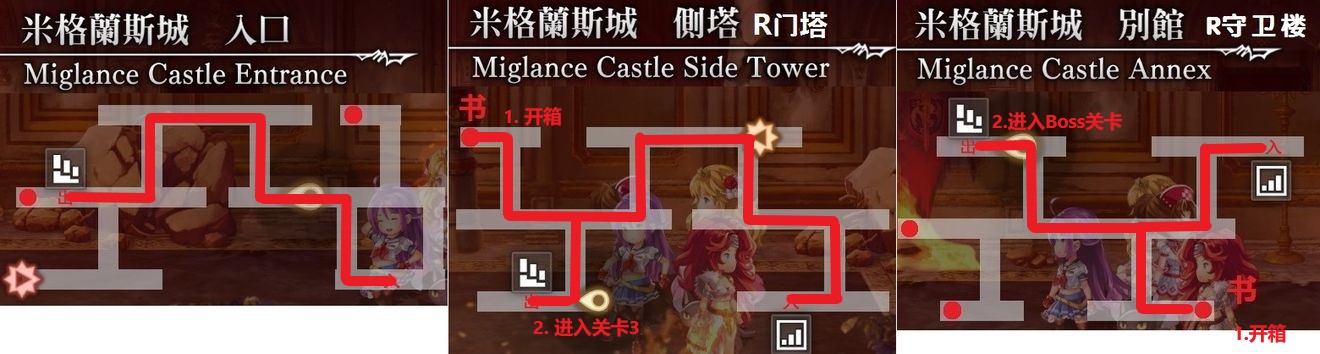 米格蘭斯城 入口
Miglance Castle Entrance
出
米格蘭斯城 側塔 R门塔
Miglance Castle Side Tower
书
1. 开箱
出
2. 进入关卡3
入
米格蘭斯城 別館 R守卫楼
Miglance Castle Annex
2.进入Boss关卡
出
入
书
1.开箱